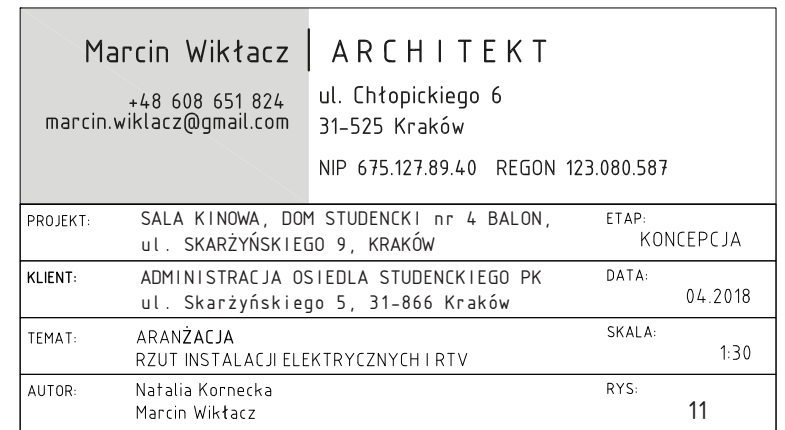 Marcin Wikłacz | ARCHITEKT
+48 608 651 824
marcin.wiklacz@gmail.com
ul. Chłopickiego 6
31-525 Kraków
NIP 675.127.89.40 REGON 123.080.587
PROJEKT: SALA KINOWA, DOM STUDENCKI nr 4 BALON,
ul. SKARŻYŃSKIEGO 9, KRAKÓW
ETAP:
KONCEPCJA
KLIENT: ADMINISTRACJA OSIEDLA STUDENCKIEGO PK
ul. Skarżyńskiego 5, 31-866 Kraków
DATA:
04.2018
TEMAT: ARANŻACJA
RZUT INSTALACJI ELEKTRYCZNYCH I RTV
SKALA:
1:30
AUTOR: Natalia Kornecka
Marcin Wikłacz
RYS:
11